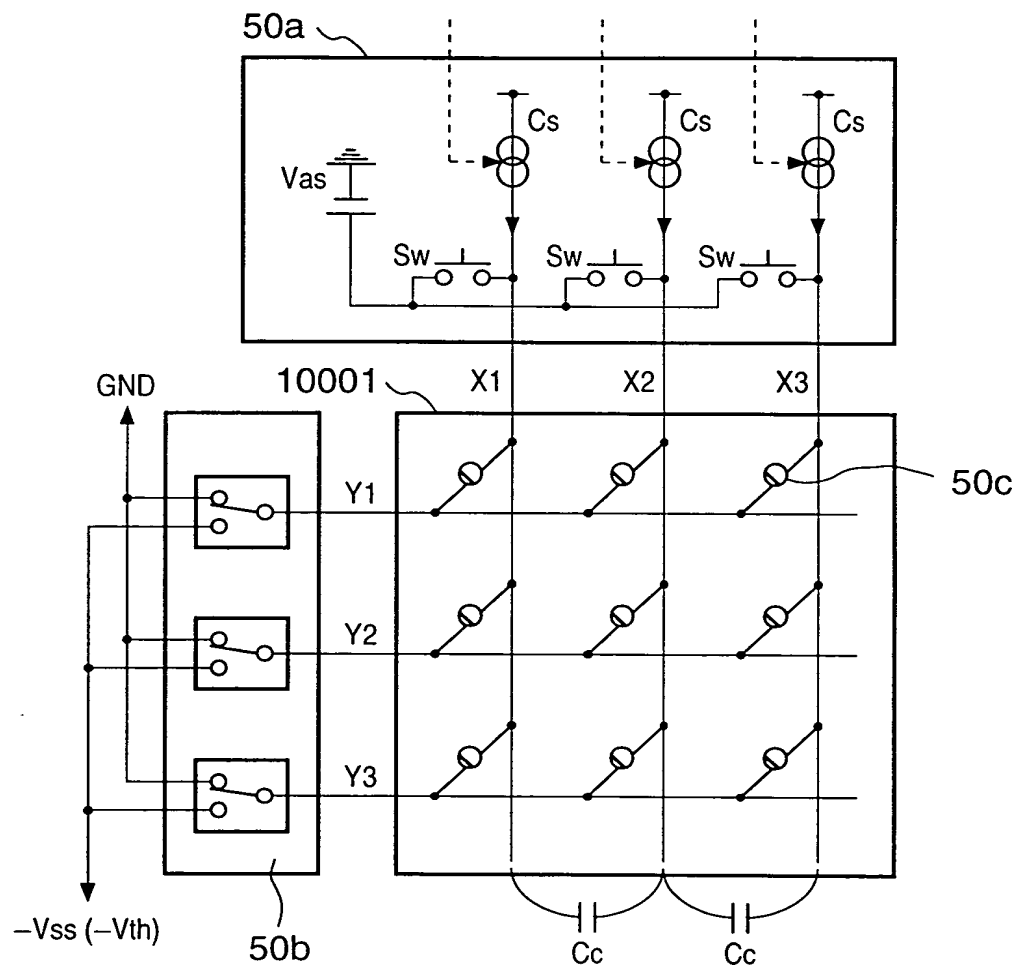 50a
Cs Cs Cs
Vas
Sw Sw Sw
GND 10001 X1 X2 X3
Y1
50c
Y2
Y3
–Vss (–Vth)
50b
Cc Cc